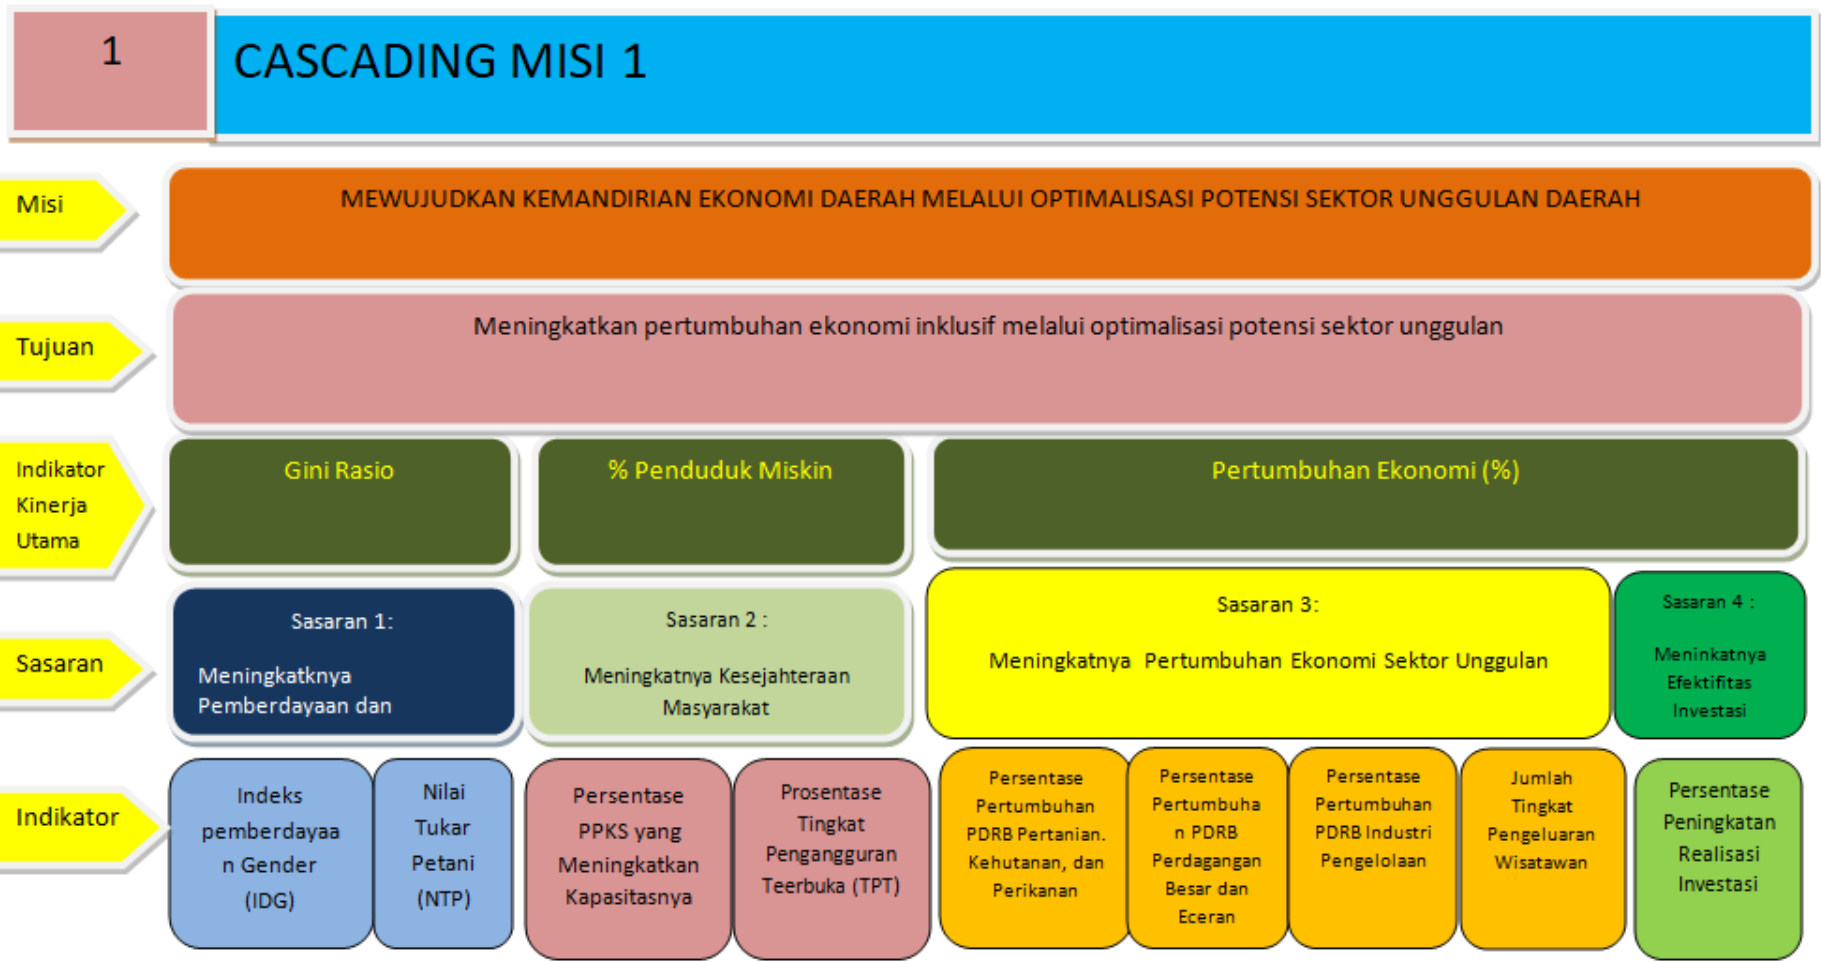 1
CASCADING MISI 1
Misi
MEWUJUDKAN KEMANDIRIAN EKONOMI DAERAH MELALUI OPTIMALISASI POTENSI SEKTOR UNGGULAN DAERAH
Tujuan
Meningkatkan pertumbuhan ekonomi inklusif melalui optimalisasi potensi sektor unggulan
Indikator
Kinerja
Utama
Gini Rasio
% Penduduk Miskin
Pertumbuhan Ekonomi (%)
Sasaran
Sasaran 1:
Meningkatknya
Pemberdayaan dan
Sasaran 2 :
Meningkatnya Kesejahteraan
Masyarakat
Sasaran 3:
Meningkatnya Pertumbuhan Ekonomi Sektor Unggulan
Sasaran 4 :
Meninkatnya
Efektifitas
Investasi
Indikator
Indeks
pemberdayaa
n Gender
(IDG)
Nilai
Tukar
Petani
(NTP)
Persentase
PPKS yang
Meningkatkan
Kapasitasnya
Prosentase
Tingkat
Pengangguran
Teerbuka (TPT)
Persentase
Pertumbuhan
PDRB Pertanian.
Kehutanan, dan
Perikanan
Persentase
Pertumbuha
n PDRB
Perdagangan
Besar dan
Eceran
Persentase
Pertumbuhan
PDRB Industri
Pengelolaan
Jumlah
Tingkat
Pengeluaran
Wisatawan
Persentase
Peningkatan
Realisasi
Investasi